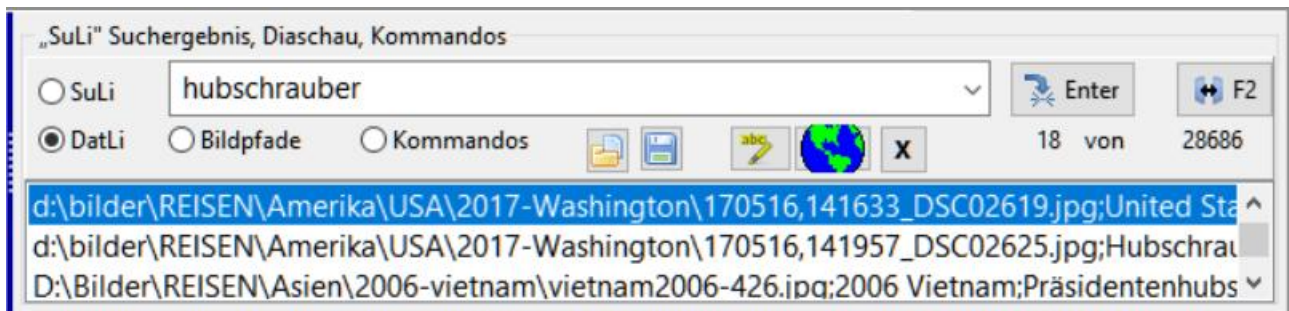 „SuLi" Suchergebnis, Diaschau, Kommandos
SuLi hubschrauber Enter F2
DatLi Bildpfade Kommandos abc X 18 von 28686
d:\bilder\REISEN\Amerika\USA\2017-Washington\170516,141633_DSC02619.jpg;United Sta
d:\bilder\REISEN\Amerika\USA\2017-Washington\170516,141957_DSC02625.jpg;Hubschrau
D:\Bilder\REISEN\Asien\2006-vietnam\vietnam2006-426.jpg;2006 Vietnam;Präsidentenhubs